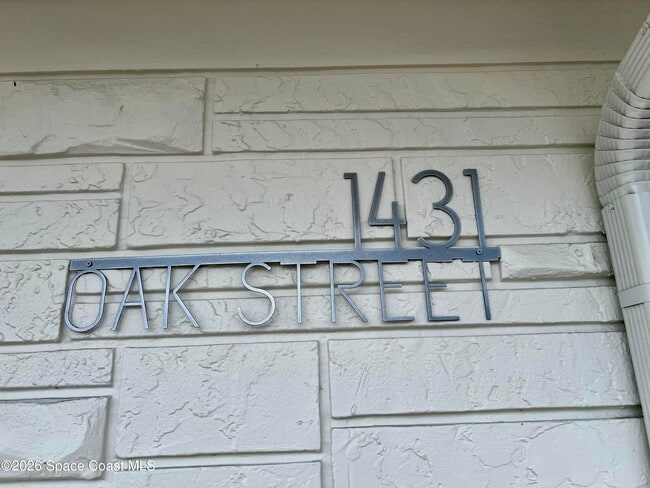 1431
OAK STREET
©2026 Space Coast MLS